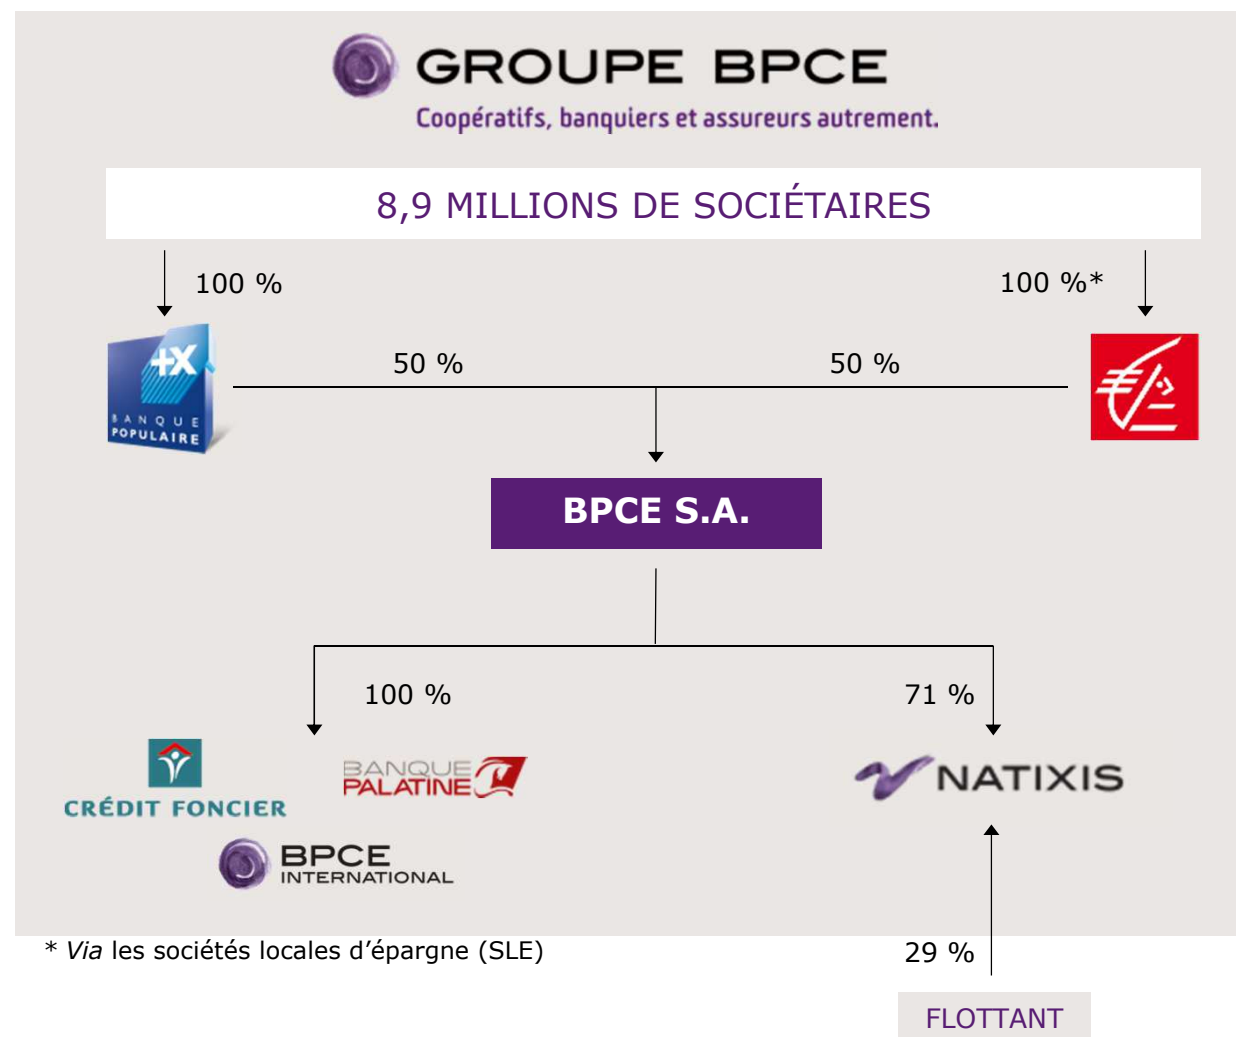 GROUPE BPCE
Coopératifs, banquiers et assureurs autrement.
8,9 MILLIONS DE SOCIÉTAIRES
100 %
100 %*
50 %
50 %
+X
BANQUE
POPULAIRE
BPCE S.A.
100 %
71 %
CRÉDIT FONCIER
BANQUE
PALATINE
NATIXIS
BPCE
INTERNATIONAL
* Via les sociétés locales d’épargne (SLE)
29 %
FLOTTANT